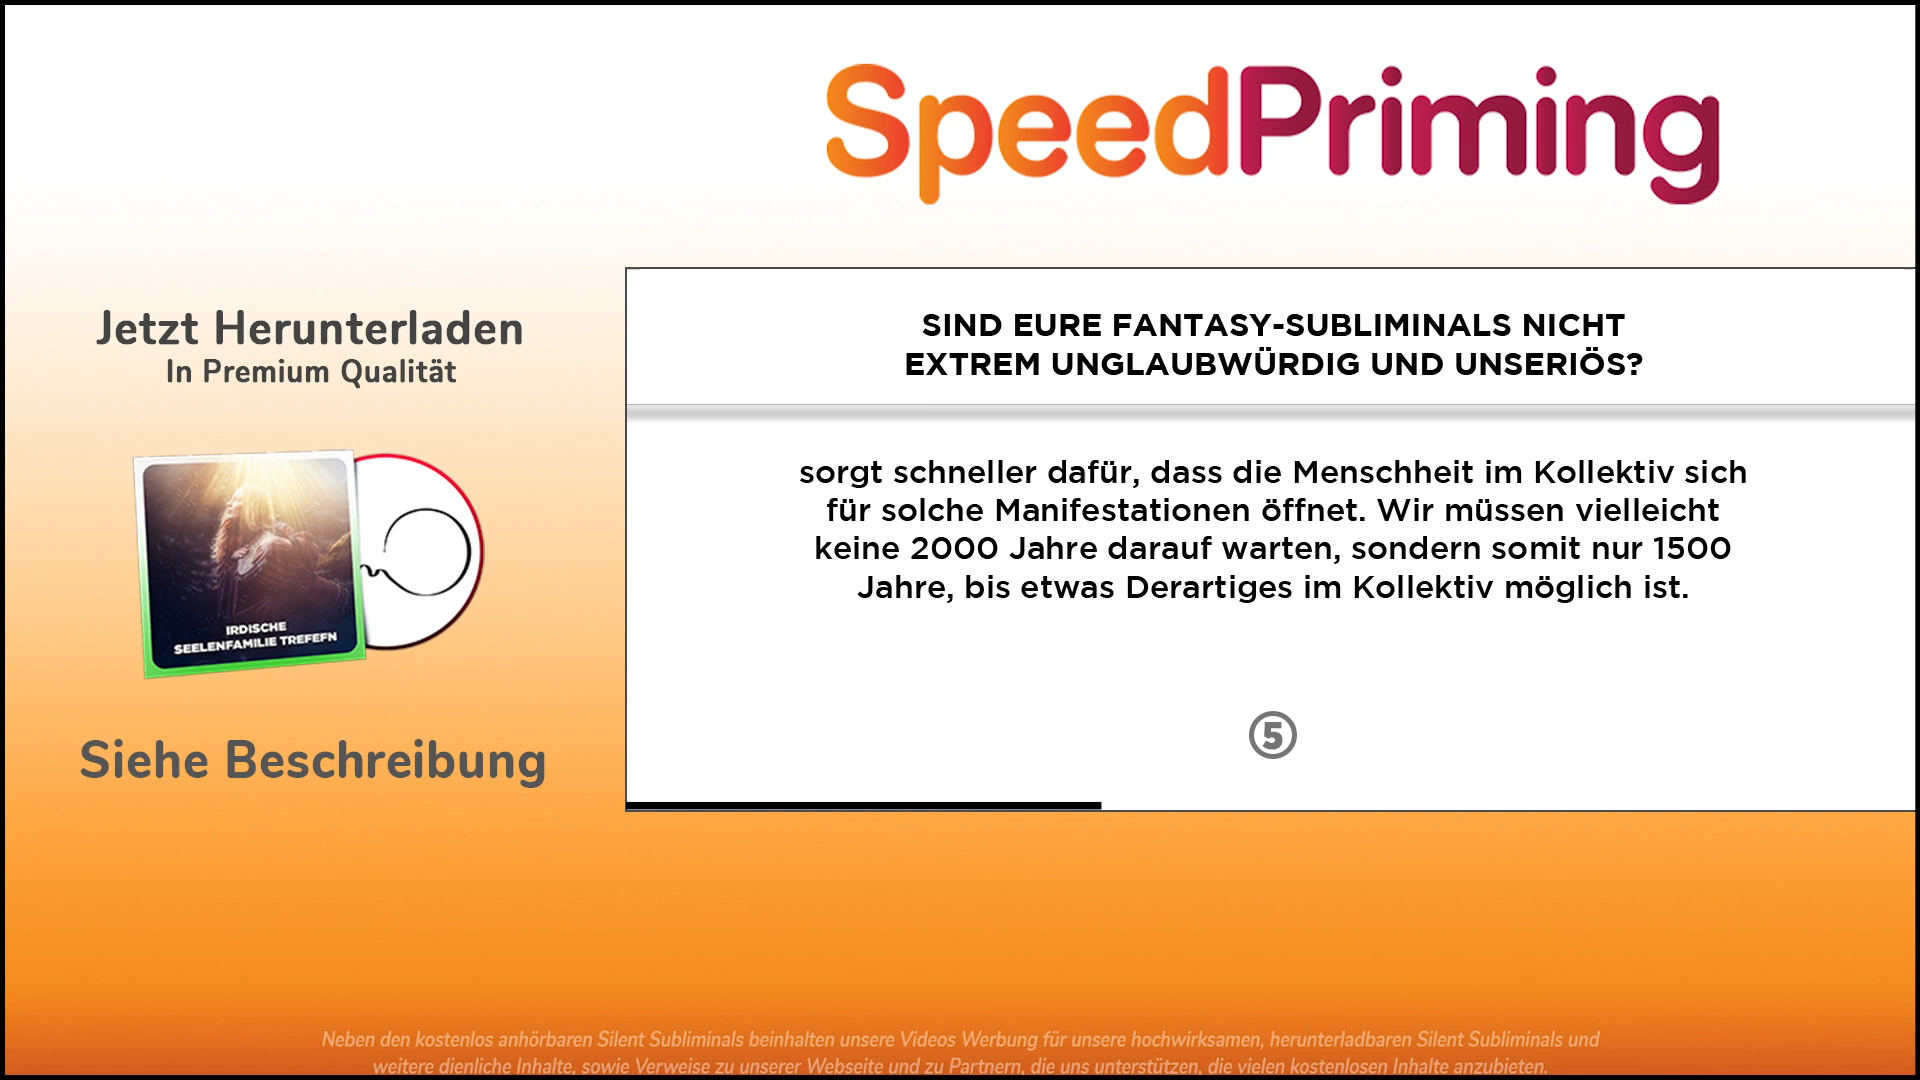 SpeedPriming
Jetzt Herunterladen
In Premium Qualität
IRDISCHE
SEELENFAMILIE TREFEFN
Siehe Beschreibung
SIND EURE FANTASY-SUBLIMINALS NICHT
EXTREM UNGLAUBWÜRDIG UND UNSERIÖS?
sorgt schneller dafür, dass die Menschheit im Kollektiv sich
für solche Manifestationen öffnet. Wir müssen vielleicht
keine 2000 Jahre darauf warten, sondern somit nur 1500
Jahre, bis etwas Derartiges im Kollektiv möglich ist.
5
Neben den kostenlos anhörbaren Silent Subliminals beinhalten unsere Videos Werbung für unsere hochwirksamen, herunterladbaren Silent Subliminals und
weitere dienliche Inhalte, sowie Verweise zu unserer Webseite und zu Partnern, die uns unterstützen, die vielen kostenlosen Inhalte anzubieten.